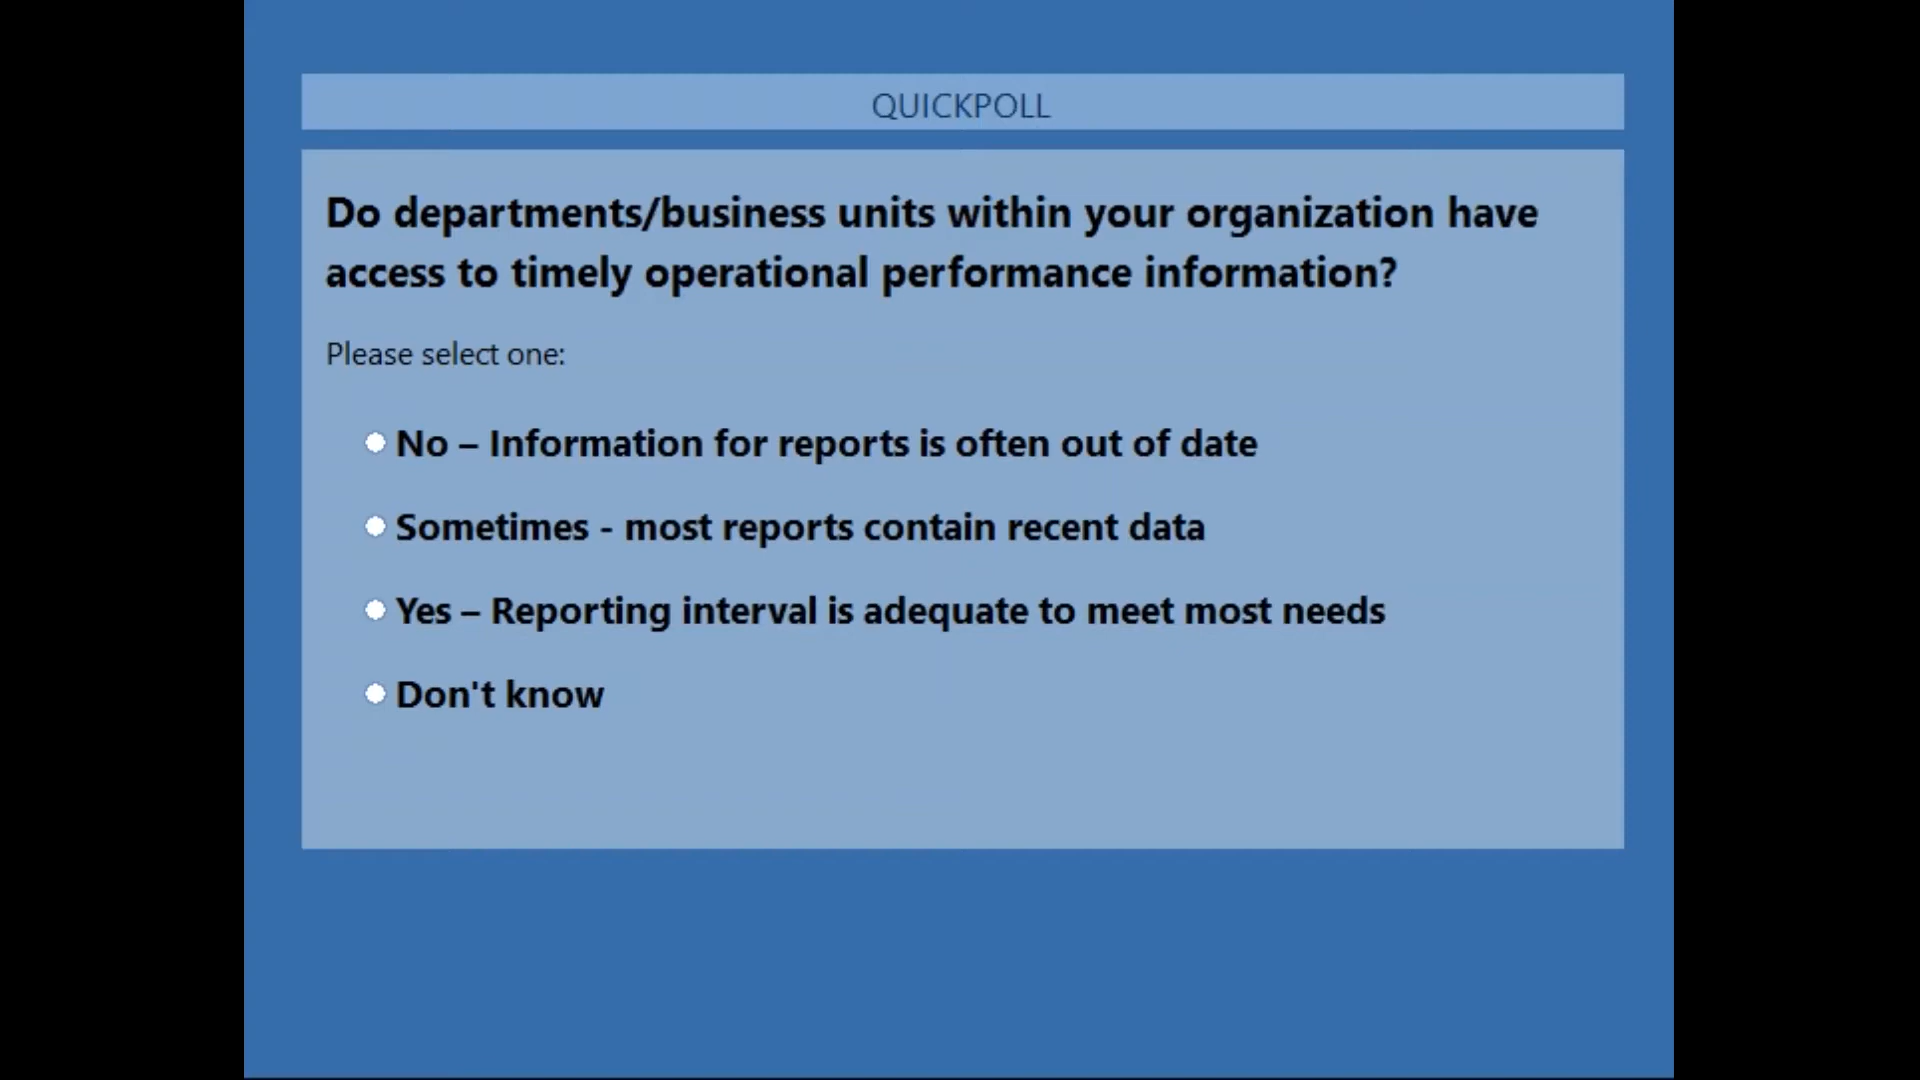 QUICKPOLL
Do departments/business units within your organization have
access to timely operational performance information?
Please select one:
No – Information for reports is often out of date
Sometimes - most reports contain recent data
Yes – Reporting interval is adequate to meet most needs
Don't know